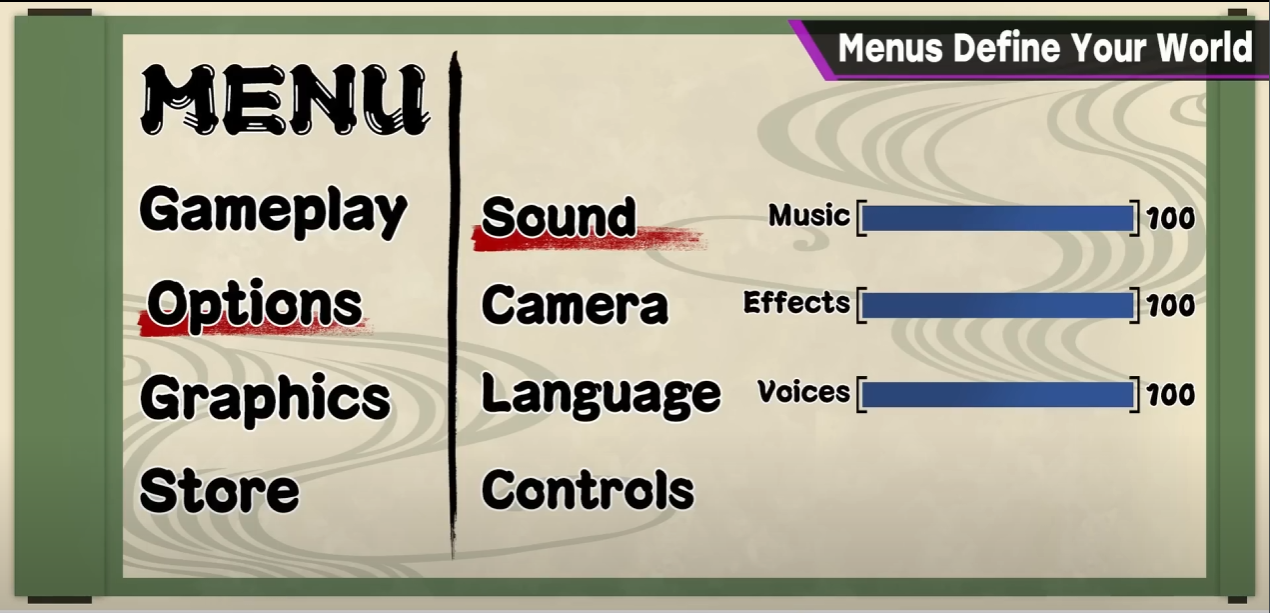 Menus Define Your World
MENU
Gameplay
Options
Graphics
Store
Sound
Camera
Language
Controls
Music [ ] 100
Effects [ ] 100
Voices [ ] 100